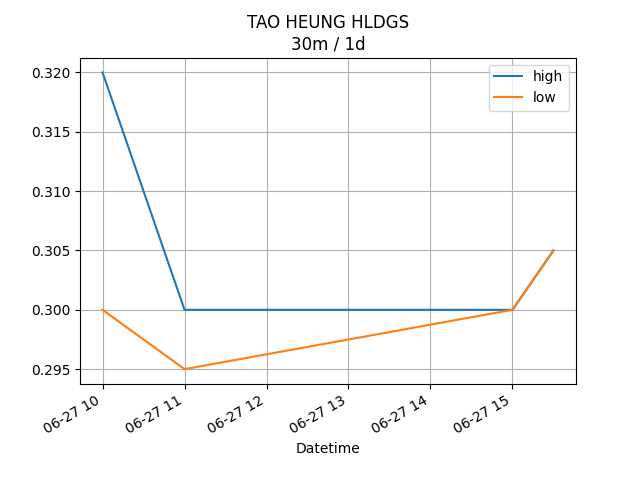 TAO HEUNG HLDGS
30m / 1d
high
low
0.320
0.315
0.310
0.305
0.300
0.295
06-27 10
06-27 11
06-27 12
06-27 13
06-27 14
06-27 15
Datetime